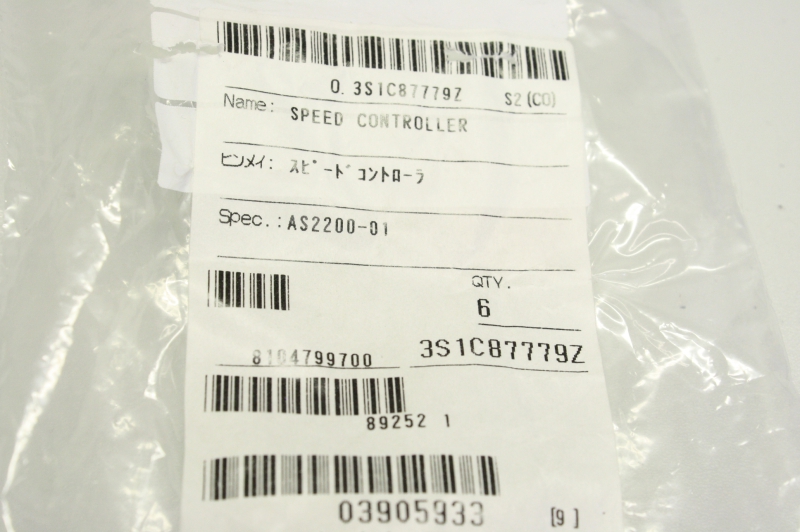 0. 3S1C87779Z S2 (CO)
Name: SPEED CONTROLLER
ヒンメイ: スピードコントローラ
Spec.: AS2200-01
QTY.
6
8104799700 3S1C87779Z
89252 1
03905933 [9 ]